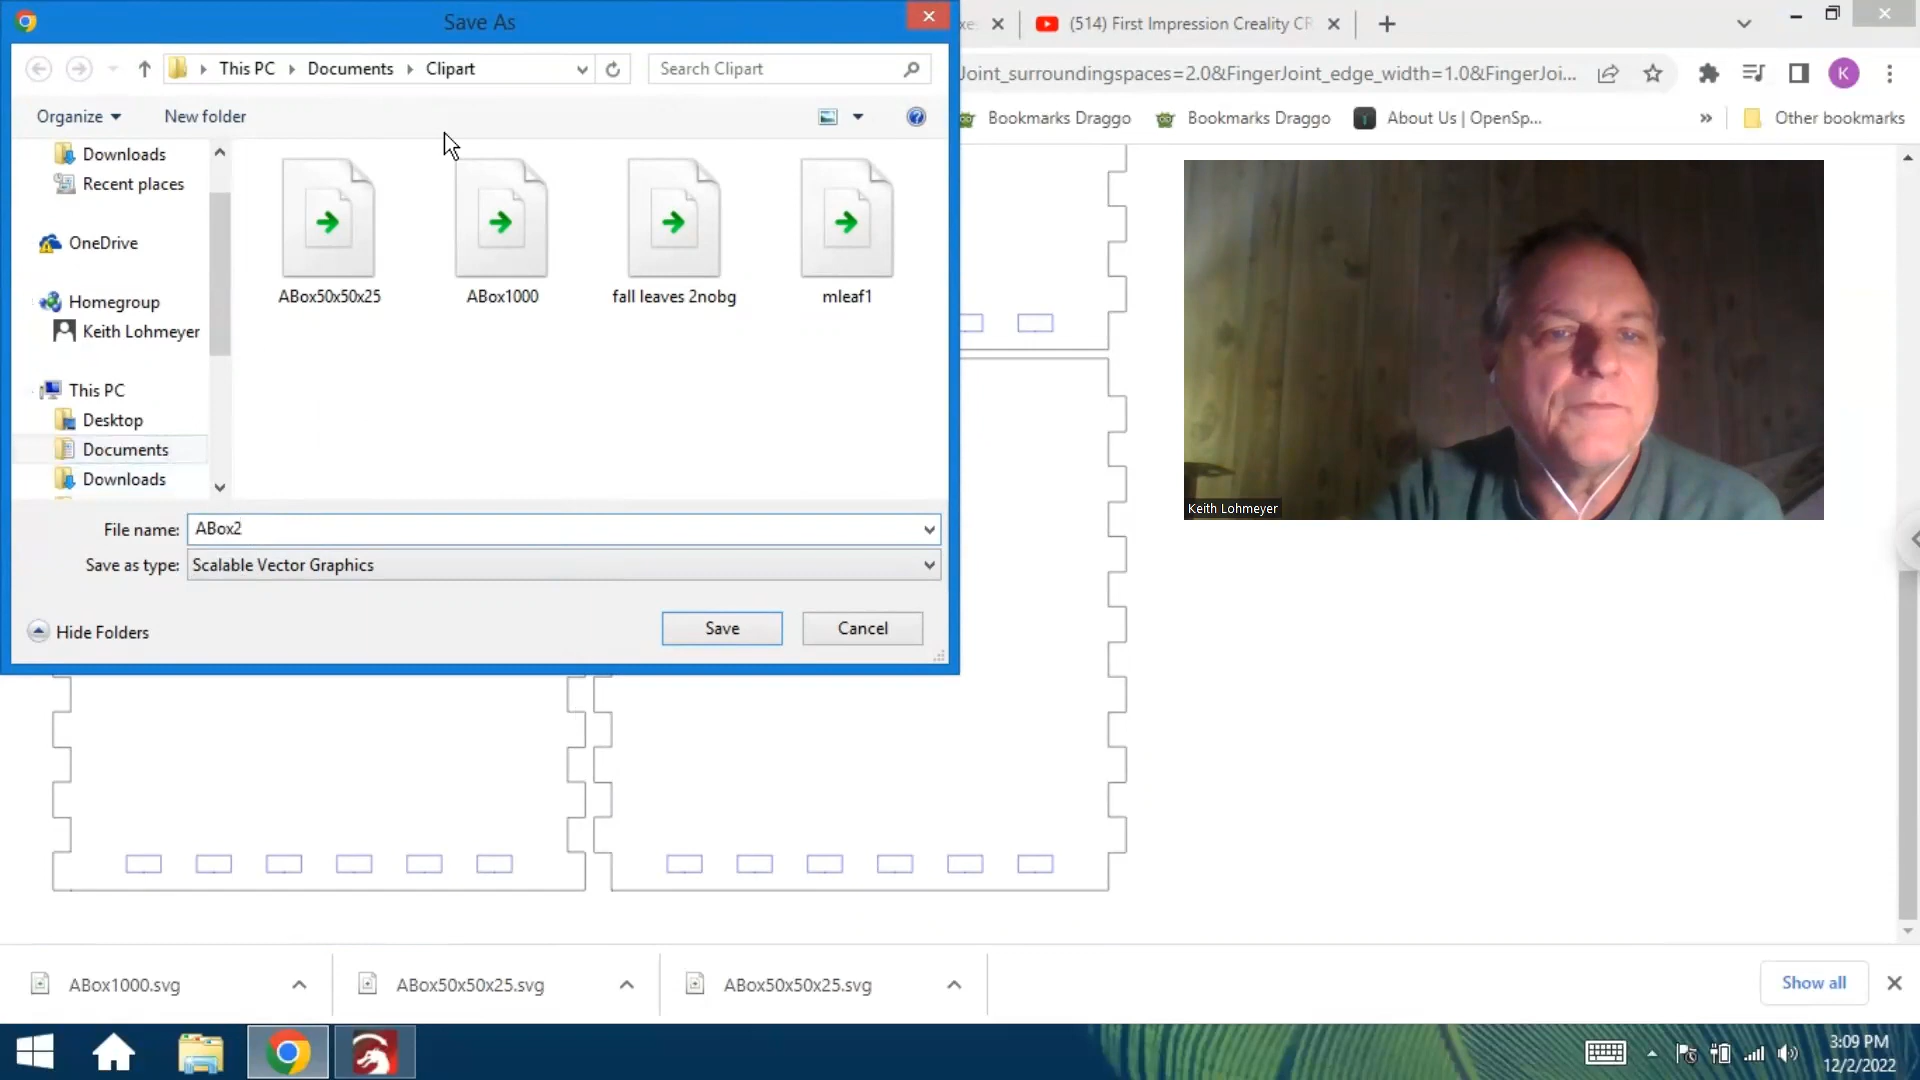 Save As
xes
(514) First Impression Creality CR
This PC
Documents
Clipart
Search Clipart
Joint_surroundingspaces=2.0&FingerJoint_edge_width=1.0&FingerJoi...
K
Organize
New folder
Bookmarks Draggo
Bookmarks Draggo
About Us | OpenSp...
»
Other bookmarks
Downloads
Recent places
OneDrive
Homegroup
Keith Lohmeyer
This PC
Desktop
Documents
Downloads
ABox50x50x25
ABox1000
fall leaves 2nobg
mleaf1
Keith Lohmeyer
File name:
ABox2
Save as type:
Scalable Vector Graphics
Hide Folders
Save
Cancel
ABox1000.svg
ABox50x50x25.svg
ABox50x50x25.svg
Show all
3:09 PM
12/2/2022